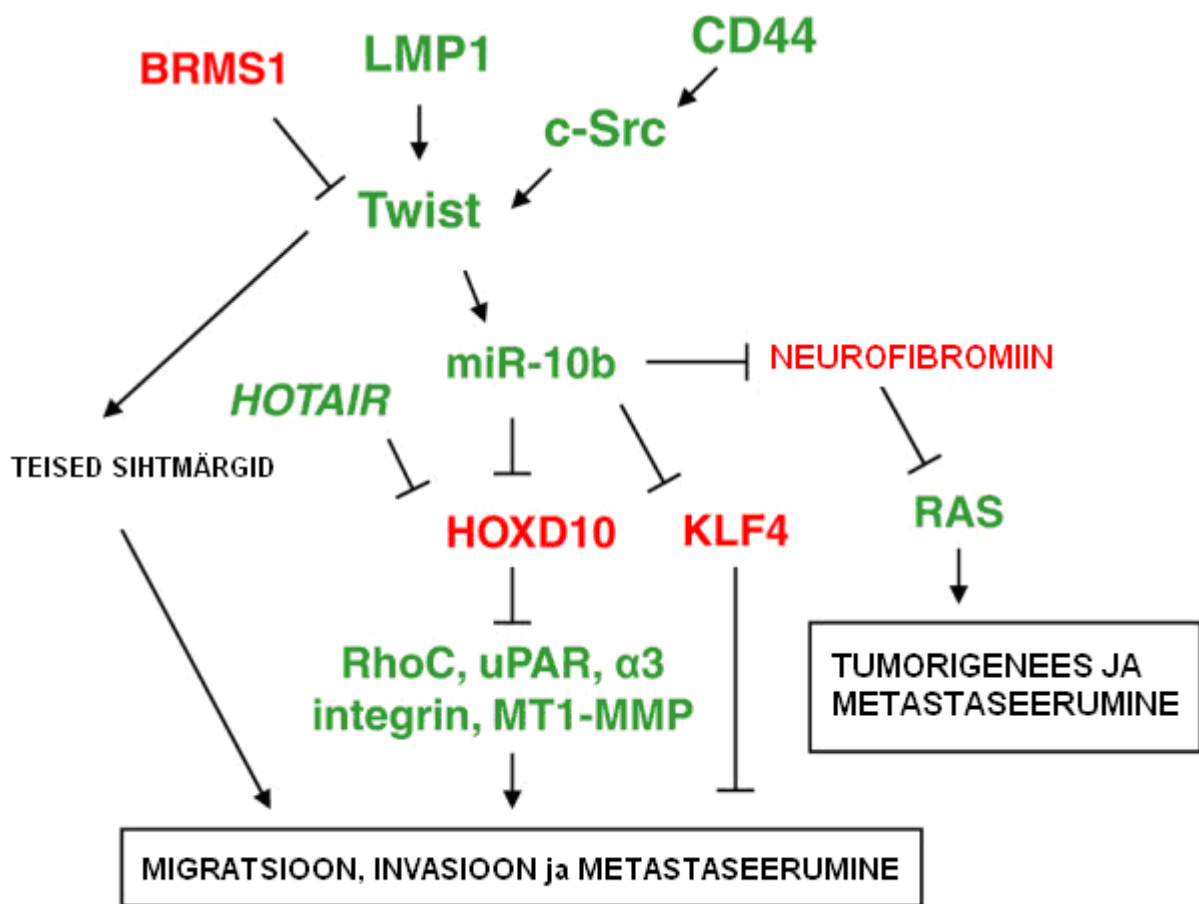 BRMS1
LMP1
CD44
c-Src
Twist
miR-10b
NEUROFIBROMIIN
HOTAIR
TEISED SIHTMÄRGID
HOXD10
KLF4
RAS
RhoC, uPAR, α3
integrin, MT1-MMP
TUMORIGENEES JA
METASTASEERUMINE
MIGRATSIOON, INVASIOON ja METASTASEERUMINE